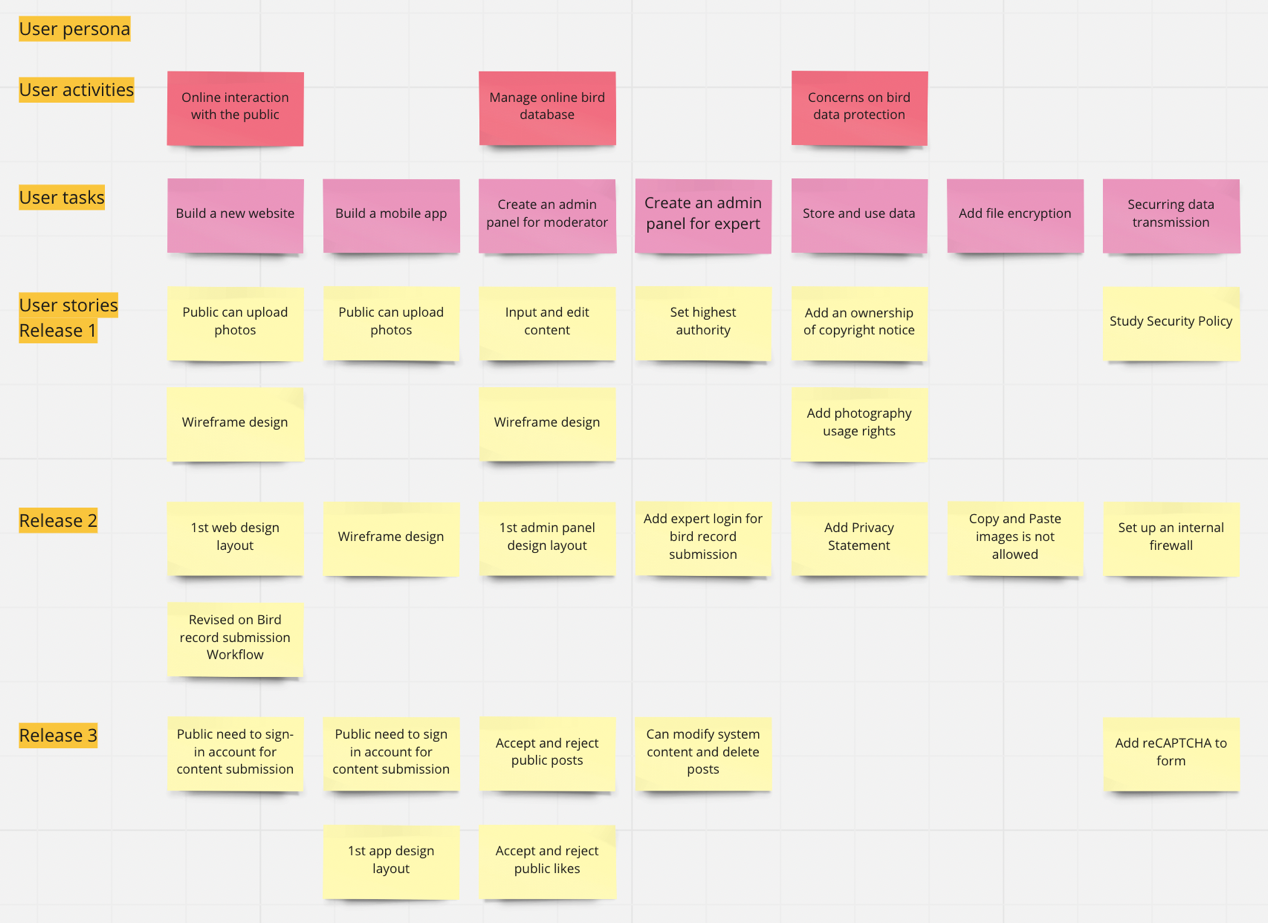 User persona
User activities
Online interaction
with the public
Manage online bird
database
Concerns on bird
data protection
User tasks
Build a new website
Build a mobile app
Create an admin
panel for moderator
Create an admin
panel for expert
Store and use data
Add file encryption
Securring data
transmission
User stories
Release 1
Public can upload
photos
Public can upload
photos
Input and edit
content
Set highest
authority
Add an ownership
of copyright notice
Study Security Policy
Wireframe design
Wireframe design
Add photography
usage rights
Release 2
1st web design
layout
Wireframe design
1st admin panel
design layout
Add expert login for
bird record
submission
Add Privacy
Statement
Copy and Paste
images is not
allowed
Set up an internal
firewall
Revised on Bird
record submission
Workflow
Release 3
Public need to sign-
in account for
content submission
Public need to sign
in account for
content submission
Accept and reject
public posts
Can modify system
content and delete
posts
Add reCAPTCHA to
form
1st app design
layout
Accept and reject
public likes